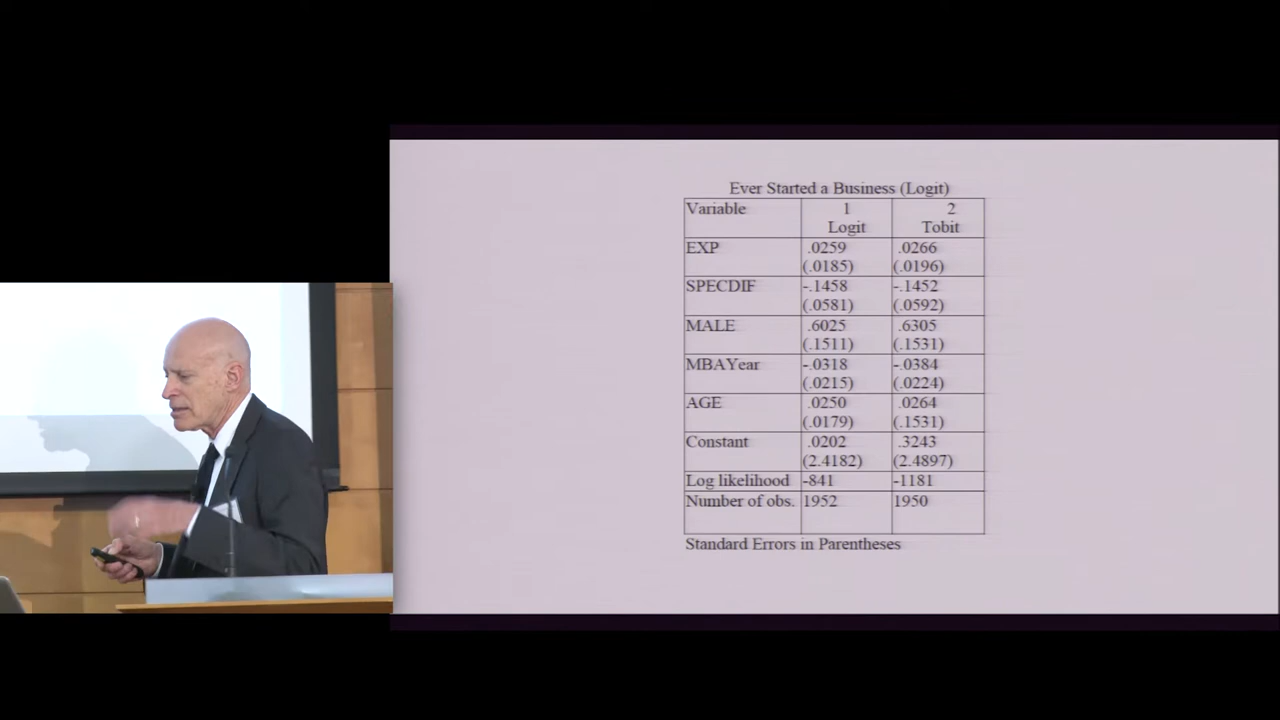 Ever Started a Business (Logit)
Variable 1 2
Logit Tobit
EXP .0259 .0266
(.0185) (.0196)
SPECDIF -.1458 -.1452
(.0581) (.0592)
MALE .6025 .6305
(.1511) (.1531)
MBAYear -.0318 -.0384
(.0215) (.0224)
AGE .0250 .0264
(.0179) (.1531)
Constant .0202 .3243
(2.4182) (2.4897)
Log likelihood -841 -1181
Number of obs. 1952 1950
Standard Errors in Parentheses